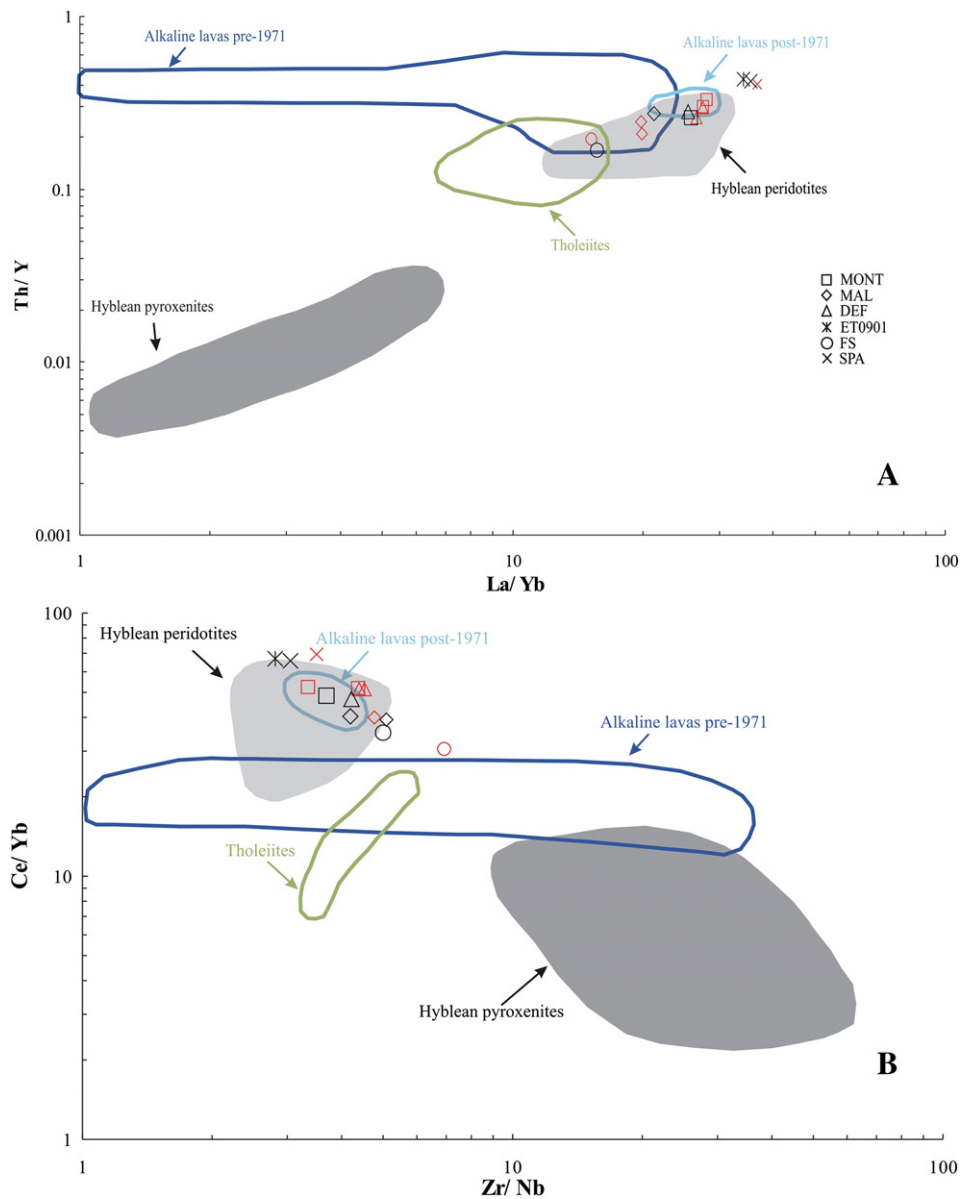 1
Alkaline lavas pre-1971
Alkaline lavas post-1971
Hyblean peridotites
0.1
Tholeiites
Th/ Y
Hyblean pyroxenites
MONT
MAL
DEF
ET0901
FS
SPA
0.01
A
0.001
1
10
100
La/ Yb
100
Hyblean peridotites
Alkaline lavas post-1971
Alkaline lavas pre-1971
Ce/ Yb
Tholeiites
10
Hyblean pyroxenites
B
1
1
10
100
Zr/ Nb